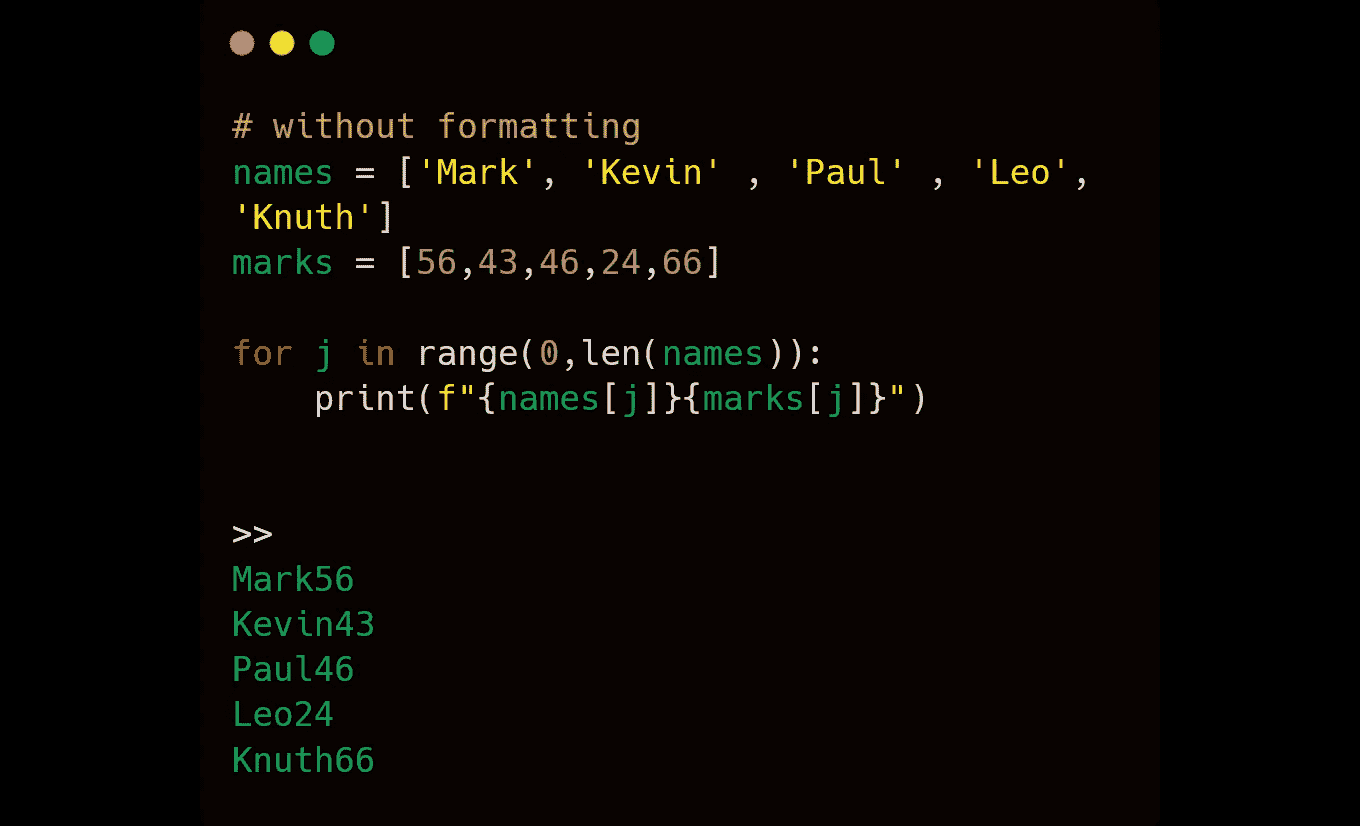 # without formatting
names = ['Mark', 'Kevin' , 'Paul' , 'Leo',
'Knuth']
marks = [56,43,46,24,66]
for j in range(0,len(names)):
    print(f"{names[j]}{marks[j]}")
>>
Mark56
Kevin43
Paul46
Leo24
Knuth66